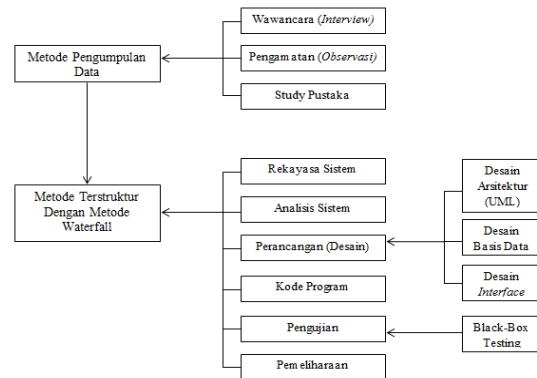 Wawancara (Interview)
Metode Pengumpulan
Data
Pengamatan (Observasi)
Study Pustaka
Rekayasa Sistem
Metode Terstruktur
Dengan Metode
Waterfall
Analisis Sistem
Perancangan (Desain)
Kode Program
Pengujian
Pemeliharaan
Desain
Arsitektur
(UML)
Desain
Basis Data
Desain
Interface
Black-Box
Testing